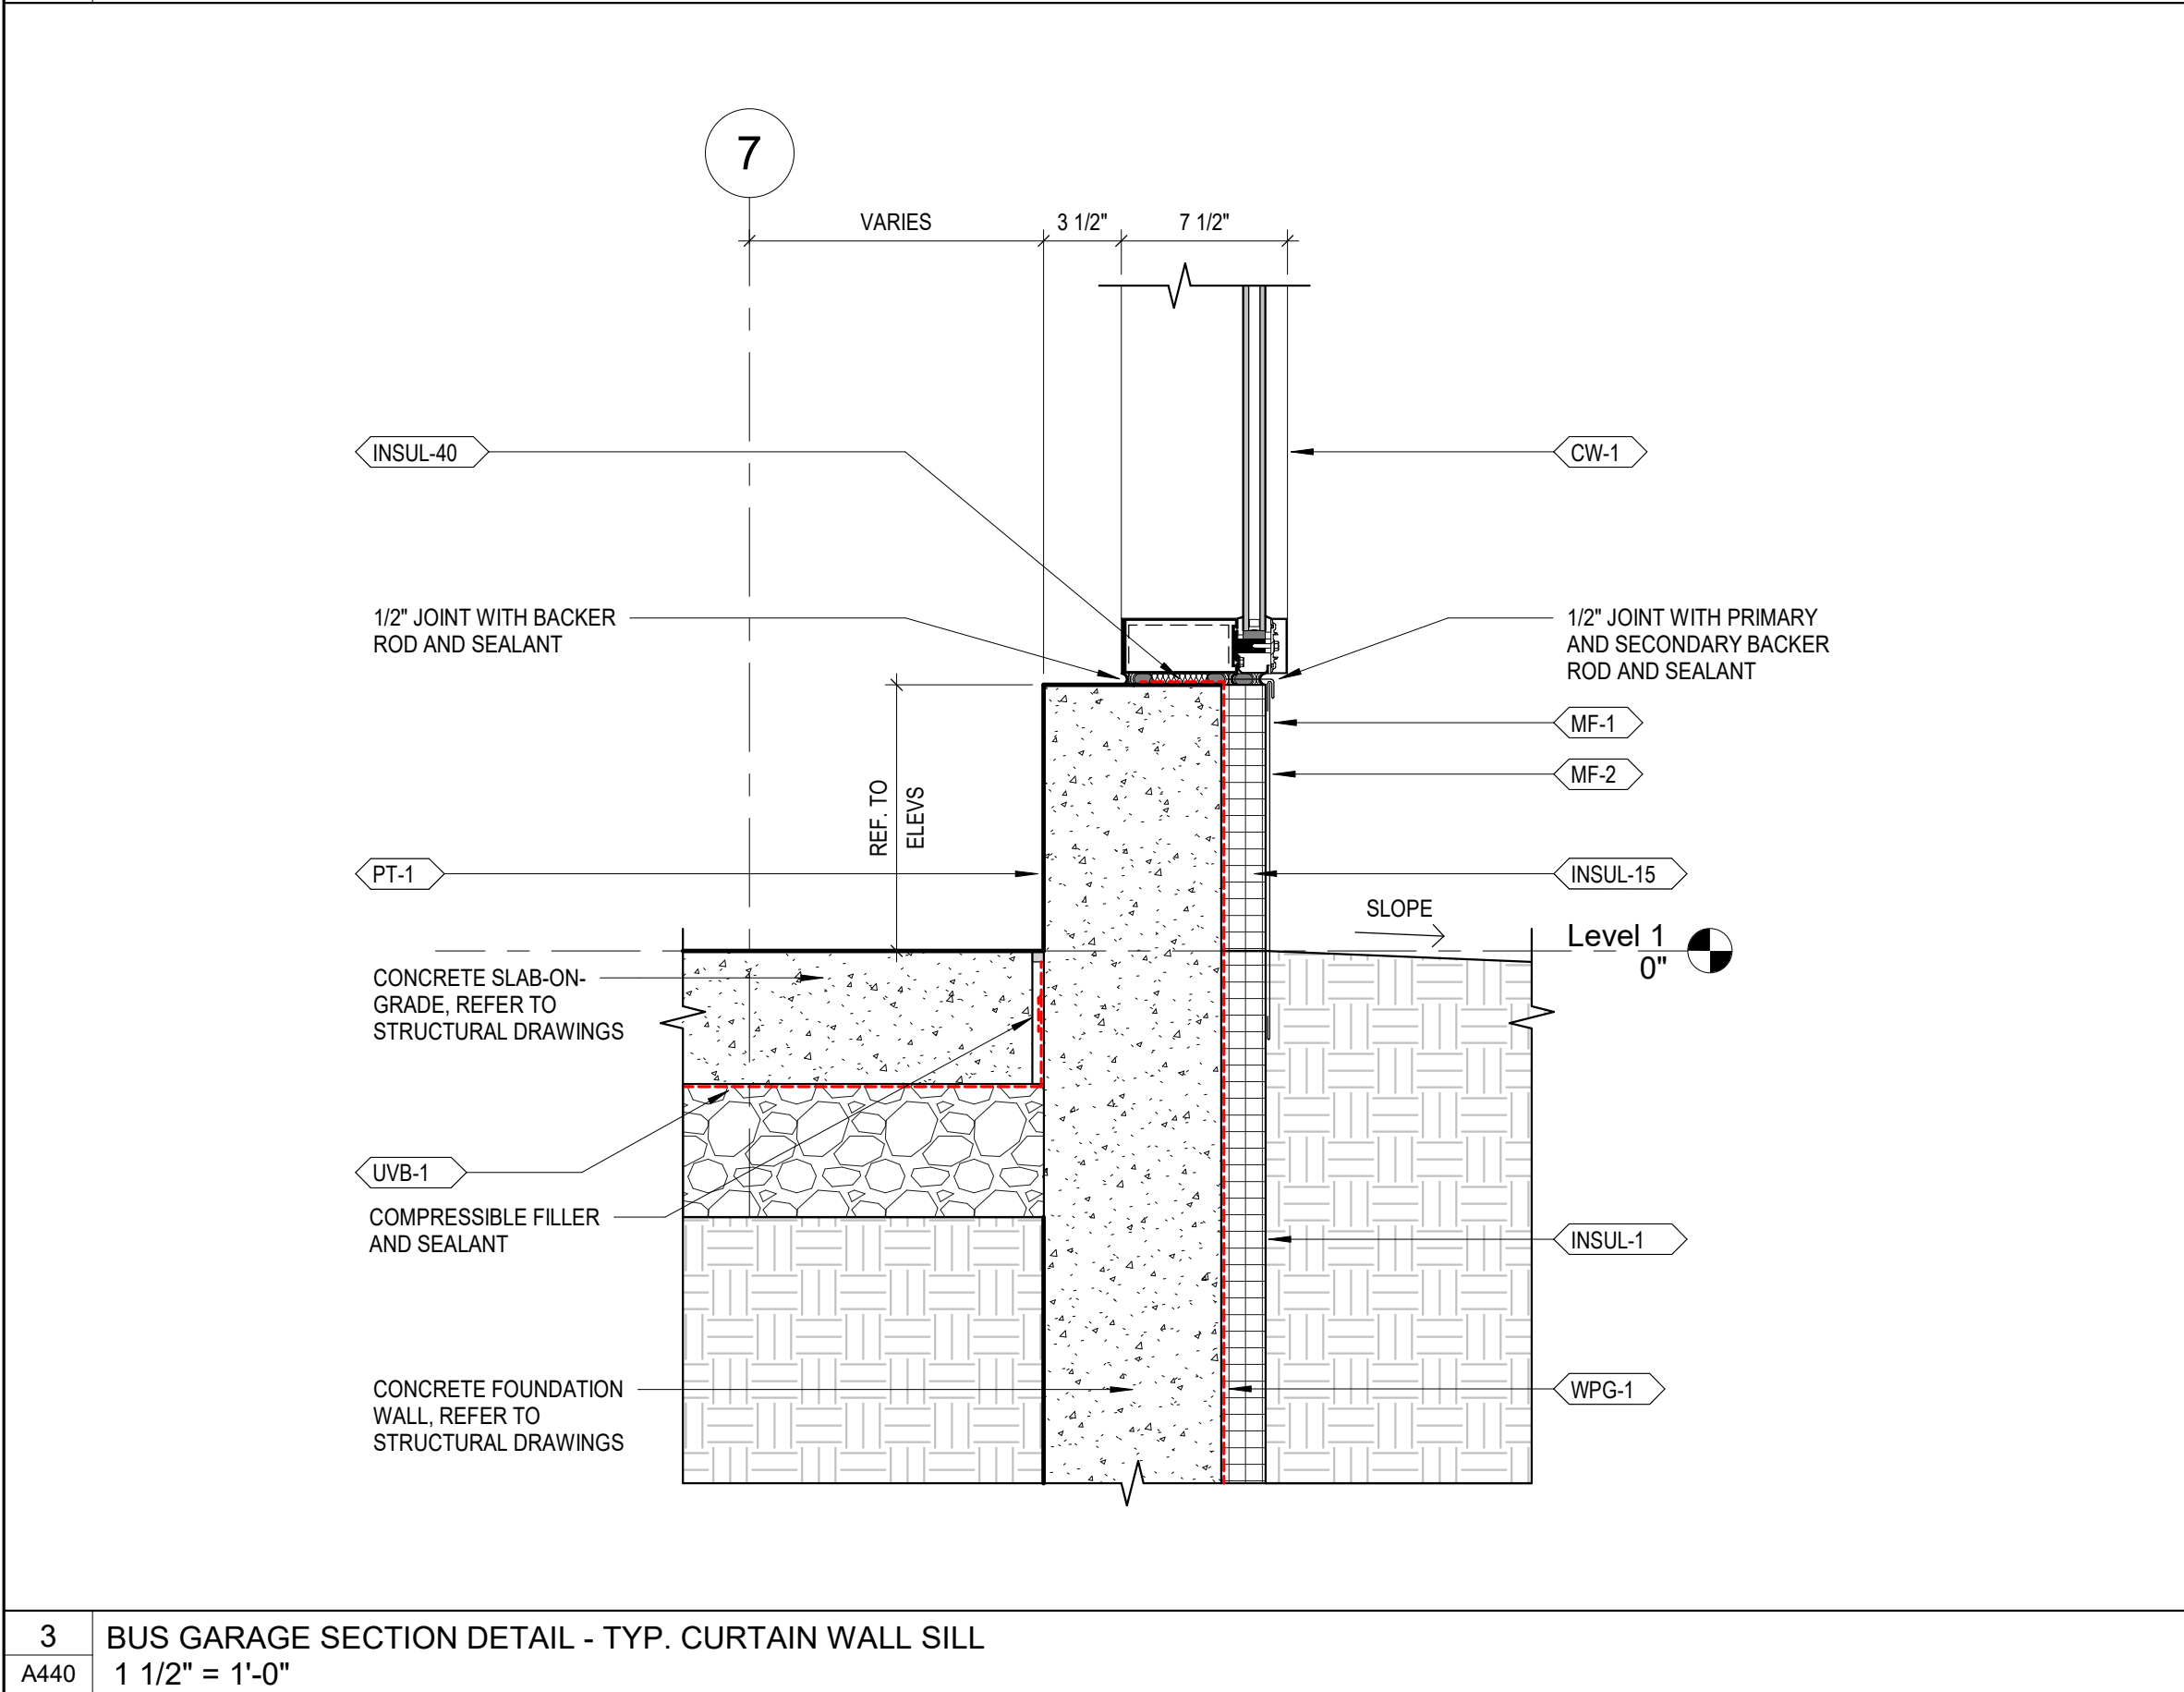 7
VARIES
3 1/2"
7 1/2"
INSUL-40
CW-1
1/2" JOINT WITH BACKER
ROD AND SEALANT
1/2" JOINT WITH PRIMARY
AND SECONDARY BACKER
ROD AND SEALANT
MF-1
MF-2
REF. TO
ELEVS
PT-1
INSUL-15
SLOPE
Level 1
0"
CONCRETE SLAB-ON-
GRADE, REFER TO
STRUCTURAL DRAWINGS
UVB-1
COMPRESSIBLE FILLER
AND SEALANT
INSUL-1
CONCRETE FOUNDATION
WALL, REFER TO
STRUCTURAL DRAWINGS
WPG-1
3
A440
BUS GARAGE SECTION DETAIL - TYP. CURTAIN WALL SILL
1 1/2" = 1'-0"